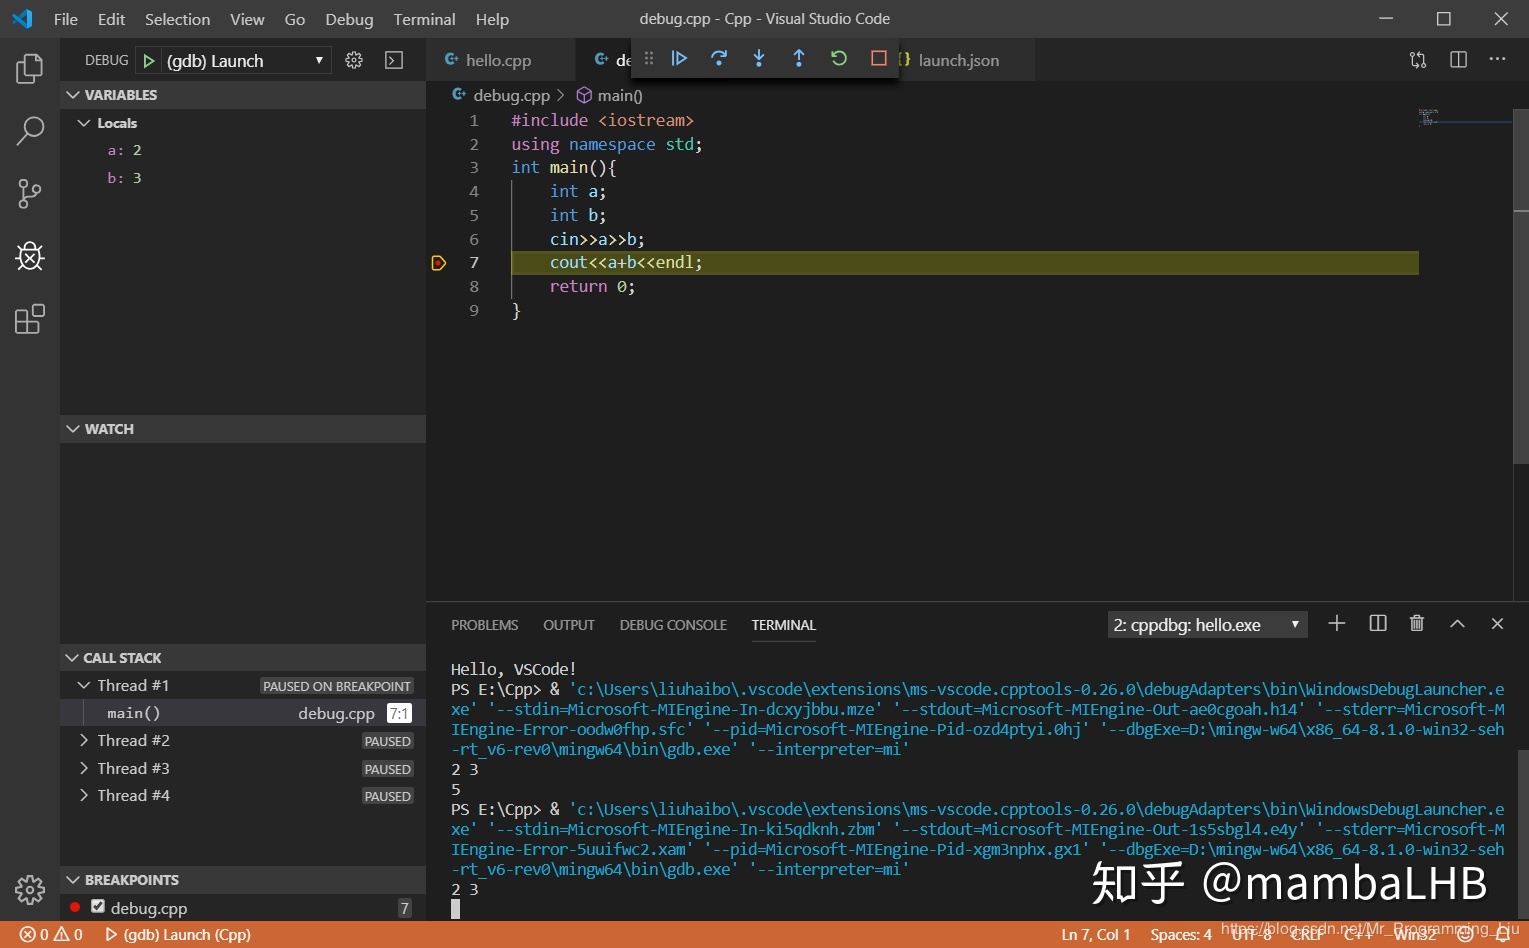 File Edit Selection View Go Debug Terminal Help
debug.cpp - Cpp - Visual Studio Code
DEBUG (gdb) Launch
hello.cpp
de
launch.json
VARIABLES
Locals
a: 2
b: 3
WATCH
CALL STACK
Thread #1 PAUSED ON BREAKPOINT
main() debug.cpp 7:1
Thread #2 PAUSED
Thread #3 PAUSED
Thread #4 PAUSED
BREAKPOINTS
debug.cpp 7
debug.cpp > main()
1 #include <iostream>
2 using namespace std;
3 int main(){
4 int a;
5 int b;
6 cin>>a>>b;
7 cout<<a+b<<endl;
8 return 0;
9 }
PROBLEMS OUTPUT DEBUG CONSOLE TERMINAL
2: cppdbg: hello.exe
Hello, VSCode!
PS E:\Cpp> & 'c:\Users\liuhaibo\.vscode\extensions\ms-vscode.cpptools-0.26.0\debugAdapters\bin\WindowsDebugLauncher.e
xe' '--stdin=Microsoft-MIEngine-In-dcxyjbbu.mze' '--stdout=Microsoft-MIEngine-Out-ae0cgoah.h14' '--stderr=Microsoft-M
IEngine-Error-oodw0fhp.sfc' '--pid=Microsoft-MIEngine-Pid-ozd4ptyi.0hj' '--dbgExe=D:\mingw-w64\x86_64-8.1.0-win32-seh
-rt_v6-rev0\mingw64\bin\gdb.exe' '--interpreter=mi'
2 3
5
PS E:\Cpp> & 'c:\Users\liuhaibo\.vscode\extensions\ms-vscode.cpptools-0.26.0\debugAdapters\bin\WindowsDebugLauncher.e
xe' '--stdin=Microsoft-MIEngine-In-ki5qdknh.zbm' '--stdout=Microsoft-MIEngine-Out-1s5sbgl4.e4y' '--stderr=Microsoft-M
IEngine-Error-5uuifwc2.xam' '--pid=Microsoft-MIEngine-Pid-xgm3nphx.gx1' '--dbgExe=D:\mingw-w64\x86_64-8.1.0-win32-seh
-rt_v6-rev0\mingw64\bin\gdb.exe' '--interpreter=mi'
2 3
知乎 @mambaLHB
0 0 (gdb) Launch (Cpp)
Ln 7, Col 1 Spaces: 4 UTF-8 CRLF C++ Win32
https://blog.csdn.net/Mr_Programming_Liu